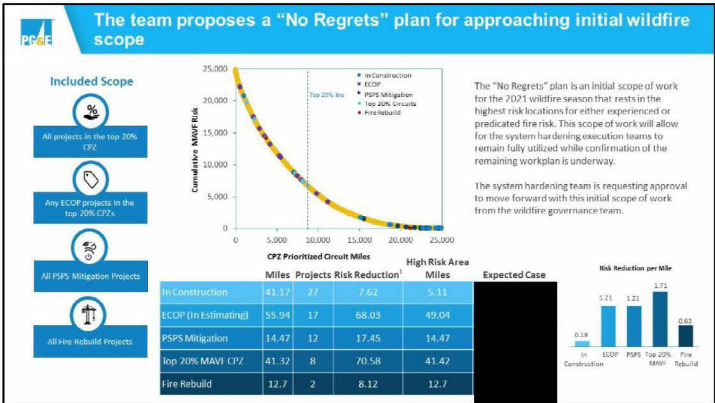 The team proposes a “No Regrets” plan for approaching initial wildfire
scope
PG&E
Included Scope
All projects in the top 20%
CPZ
Any ECOP projects in the
top 20% CPZs
All PSPS Mitigation Projects
All Fire Rebuild Projects
Cumulative MAVF Risk
25,000
20,000
15,000
10,000
5,000
0
0
5,000
10,000
15,000
20,000
25,000
CPZ Prioritized Circuit Miles
Top 20% line
In Construction
ECOP
PSPS Mitigation
Top 20% Circuits
Fire Rebuild
The “No Regrets” plan is an initial scope of work
for the 2021 wildfire season that rests in the
highest risk locations for either experienced or
predicated fire risk. This scope of work will allow
for the system hardening execution teams to
remain fully utilized while confirmation of the
remaining workplan is underway.
The system hardening team is requesting approval
to move forward with this initial scope of work
from the wildfire governance team.
High Risk Area
Miles Projects Risk Reduction¹ Miles Expected Case
In Construction 41.17 27 7.62 5.11
ECOP (In Estimating) 55.94 17 68.03 49.04
PSPS Mitigation 14.47 12 17.45 14.47
Top 20% MAVF CPZ 41.32 8 70.58 41.42
Fire Rebuild 12.7 2 8.12 12.7
Risk Reduction per Mile
0.18
1.21
1.21
1.71
0.63
In
Construction
ECOP
PSPS
Top 20%
MAVF
Fire
Rebuild